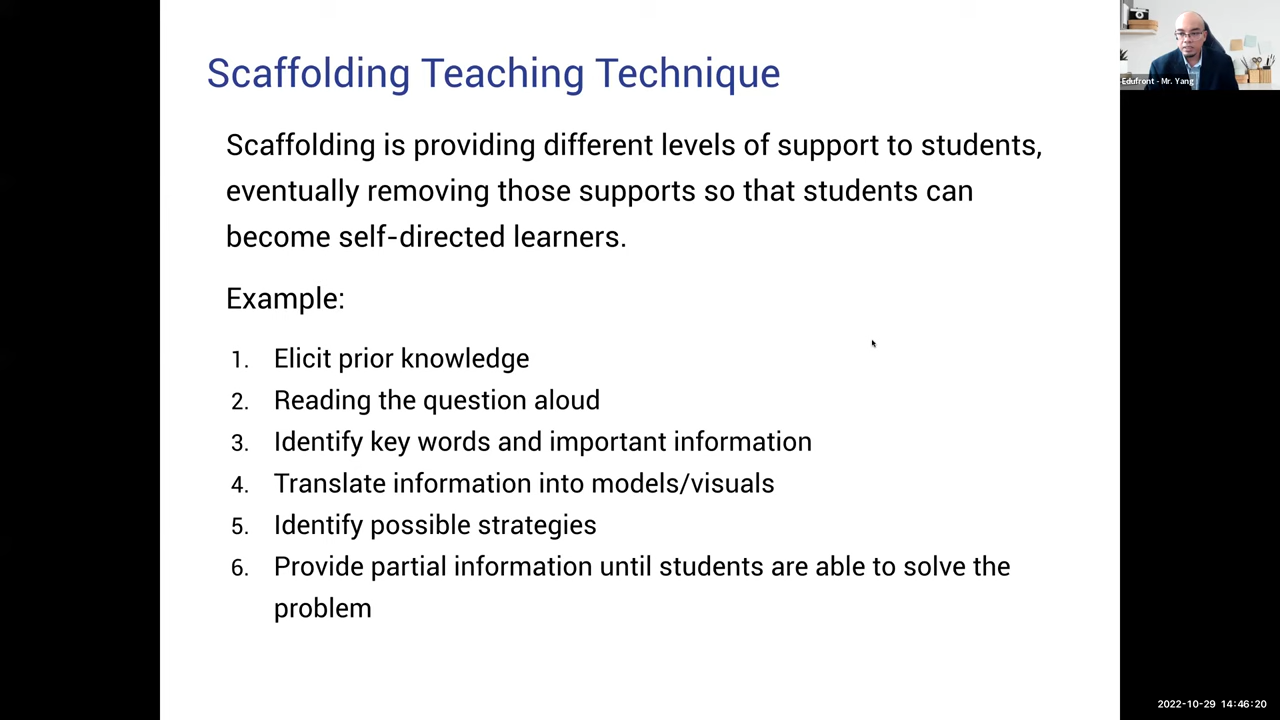 Scaffolding Teaching Technique
Edufront - Mr. Yang
Scaffolding is providing different levels of support to students,
eventually removing those supports so that students can
become self-directed learners.
Example:
1. Elicit prior knowledge
2. Reading the question aloud
3. Identify key words and important information
4. Translate information into models/visuals
5. Identify possible strategies
6. Provide partial information until students are able to solve the
problem
2022-10-29 14:46:20